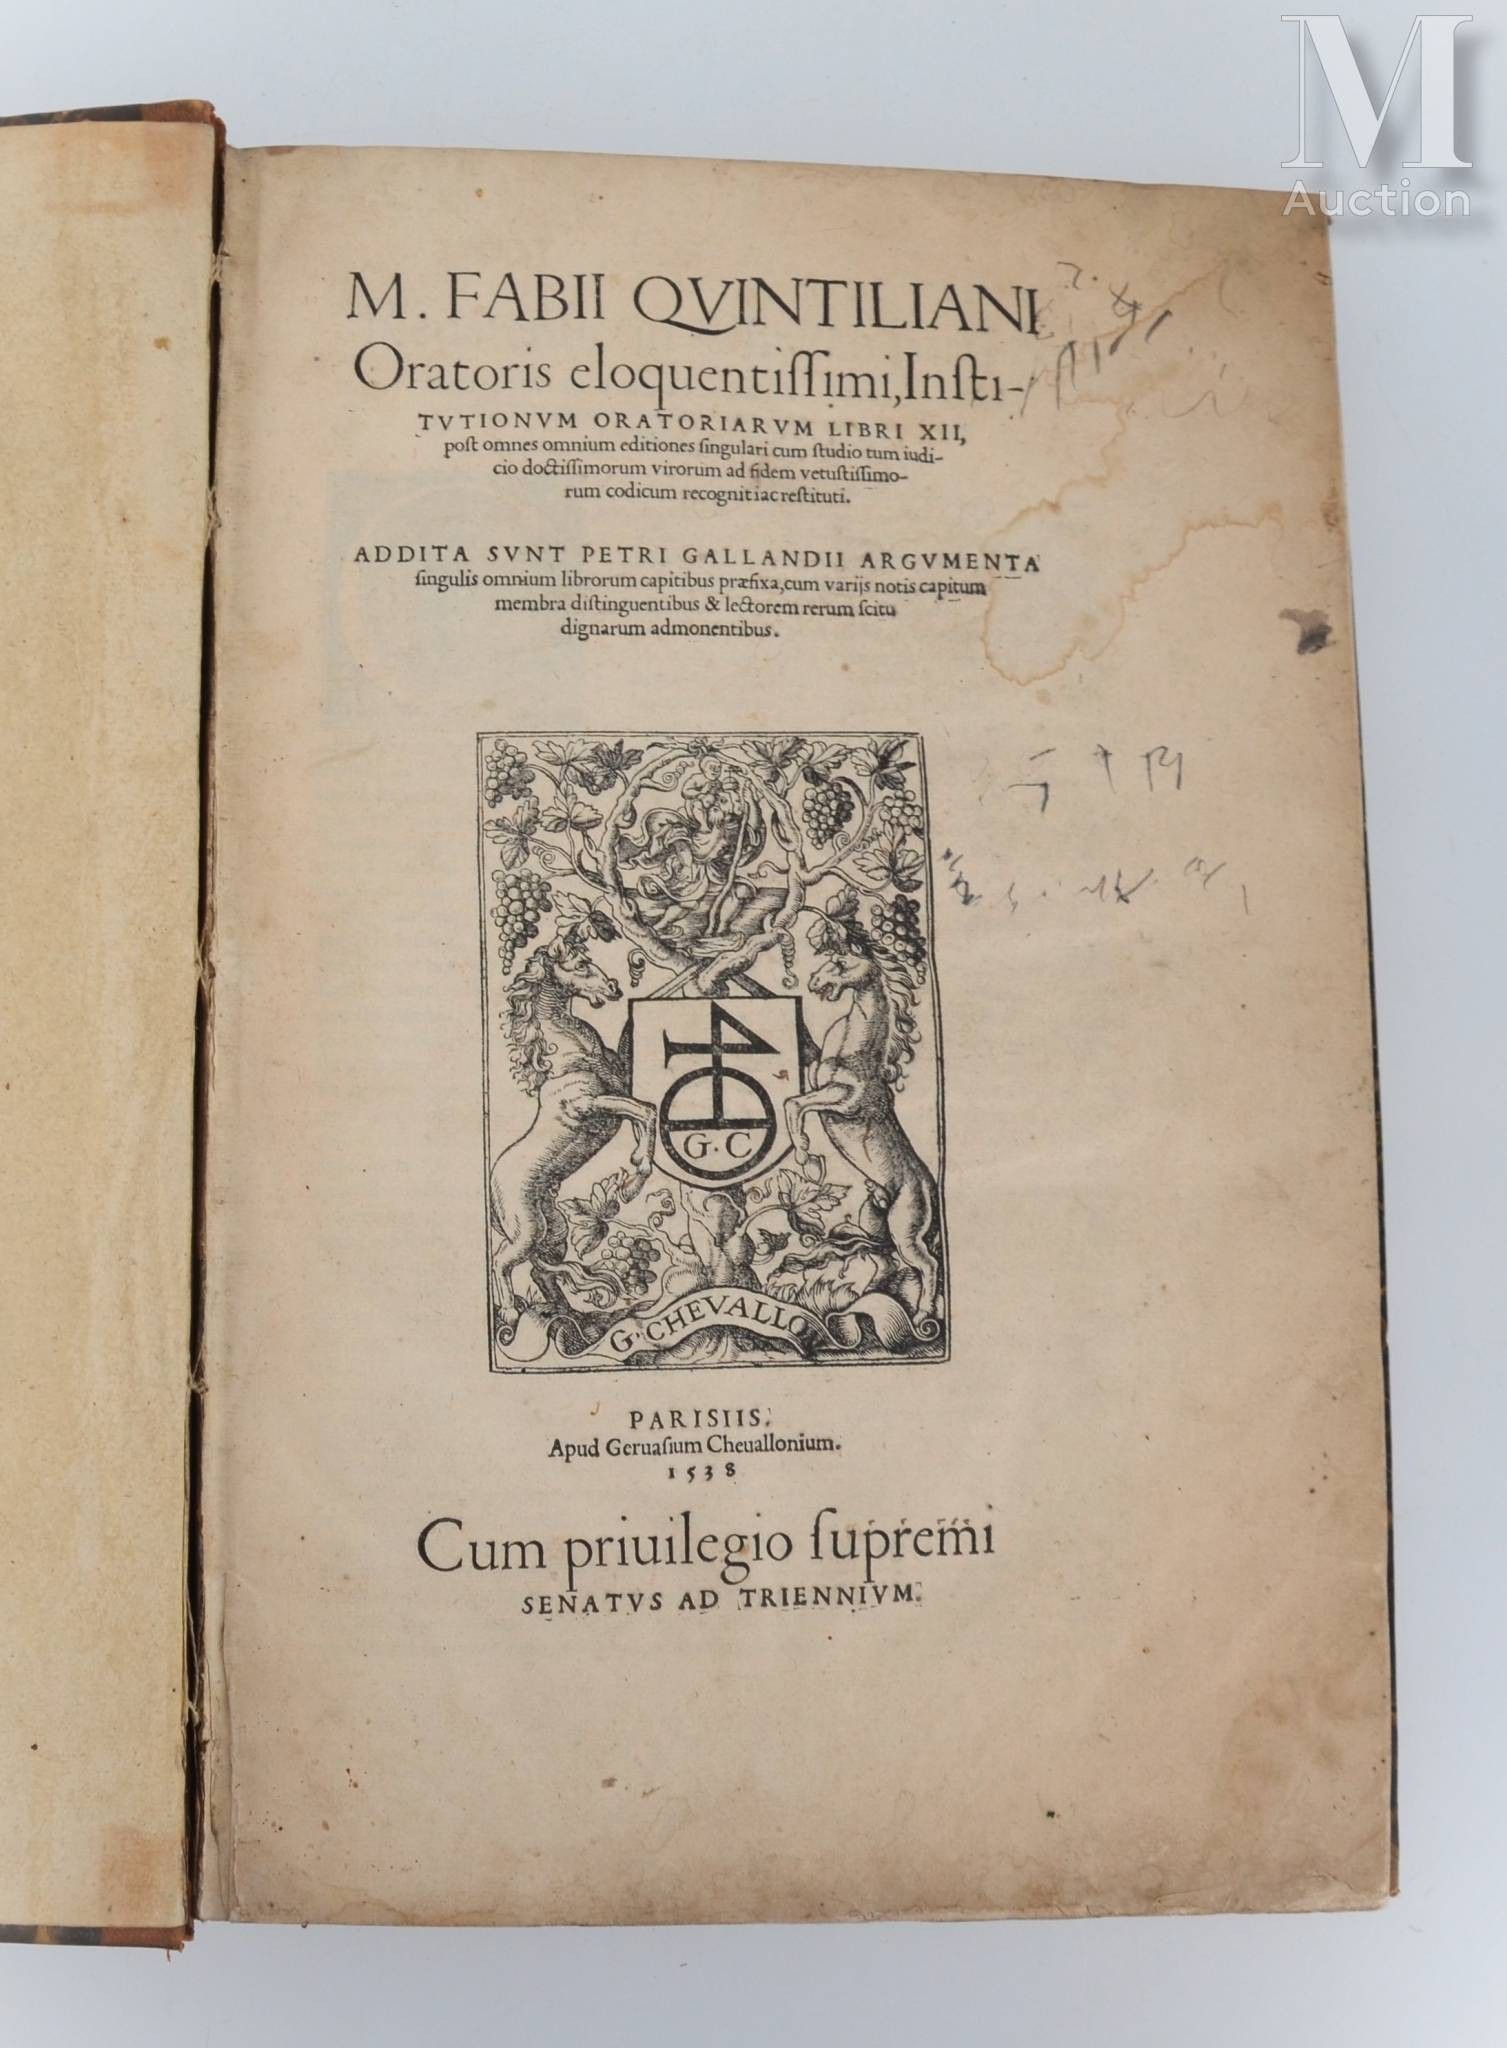 M
Auction
M. FABII QVINTILIANI
Oratoris eloquentiſſimi, Inſti-
TVTIONVM ORATORIARVM LIBRI XII,
poſt omnes omnium editiones ſingulari cum ſtudio tum iudi-
cio doctiſſimorum virorum ad fidem vetuſtiſſimo-
rum codicum recogniti ac reſtituti.
ADDITA SVNT PETRI GALLANDII ARGVMENTA
ſingulis omnium librorum capitibus præfixa, cum varijs notis capitum
membra diſtinguentibus & lectorem rerum ſcitu
dignarum admonentibus.
G. C
G. CHEVALLO
PARISIIS.
Apud Geruaſium Cheuallonium.
1538
Cum priuilegio ſupremi
SENATVS AD TRIENNIVM.